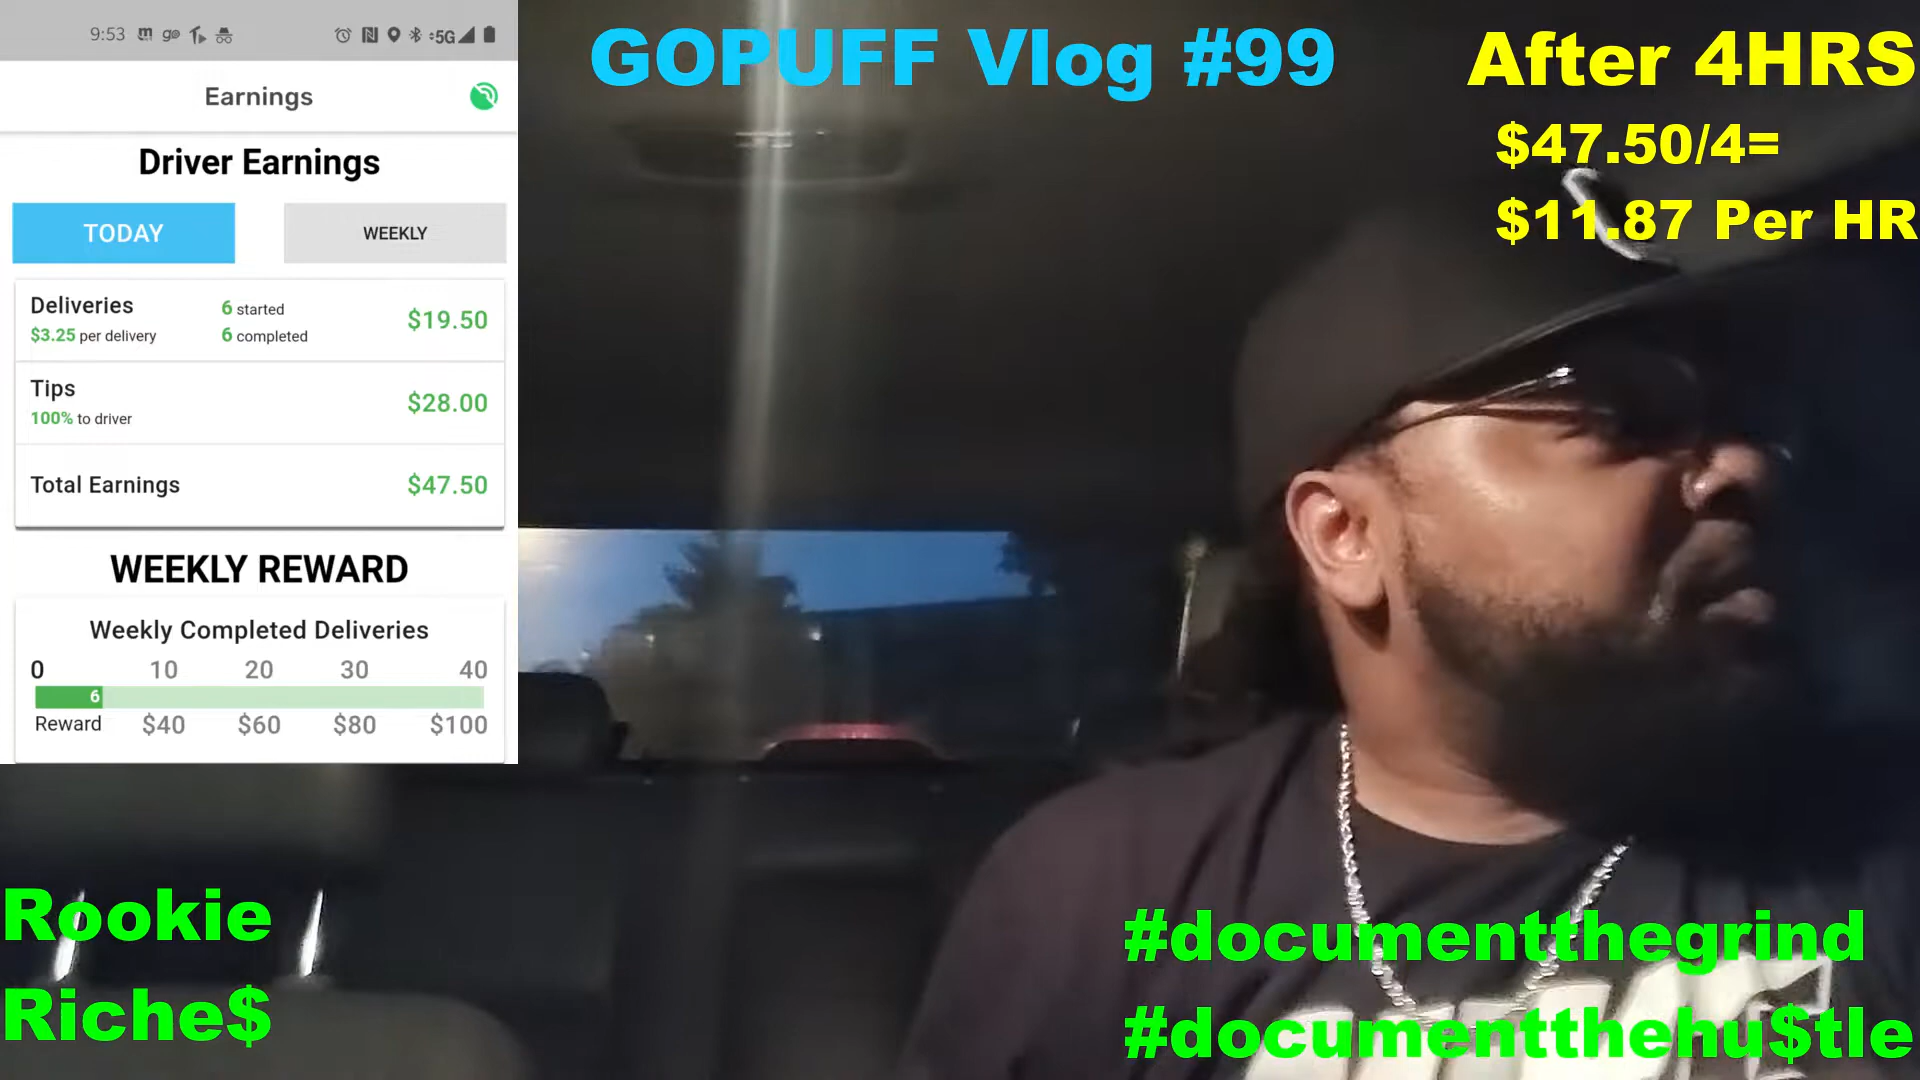 9:53
5G
Earnings
Driver Earnings
TODAY
WEEKLY
Deliveries
6 started
$19.50
$3.25 per delivery
6 completed
Tips
$28.00
100% to driver
Total Earnings
$47.50
WEEKLY REWARD
Weekly Completed Deliveries
0 10 20 30 40
6
Reward $40 $60 $80 $100
GOPUFF Vlog #99
After 4HRS
$47.50/4=
$11.87 Per HR
Rookie
Riche$
#documentthegrind
#documentthehu$tle